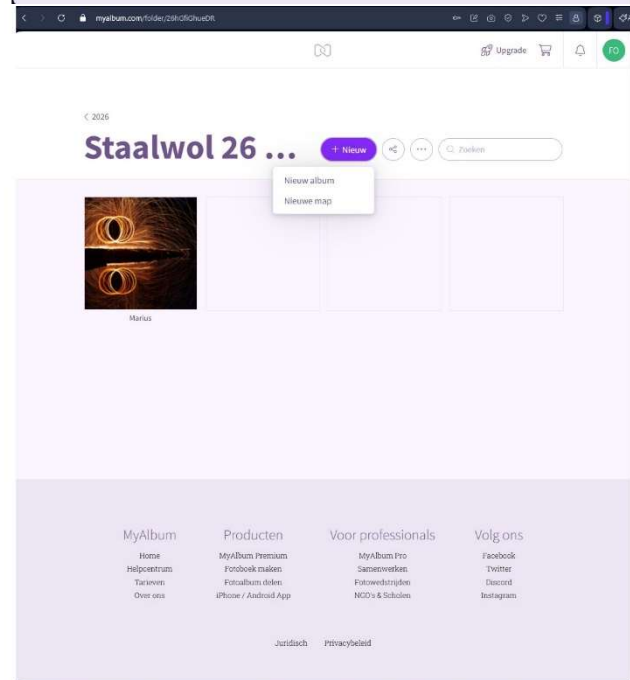 myalbum.com/folder/26hGfiGhueDR
Upgrade
FO
2026
Staalwol 26 ...
+ Nieuw
Zoeken
Nieuw album
Nieuwe map
Marius
MyAlbum
Home
Helpcentrum
Tarieven
Over ons
Producten
MyAlbum Premium
Fotoboek maken
Fotoalbum delen
iPhone / Android App
Voor professionals
MyAlbum Pro
Samenwerken
Fotowedstrijden
NGO's & Scholen
Volg ons
Facebook
Twitter
Discord
Instagram
Juridisch Privacybeleid